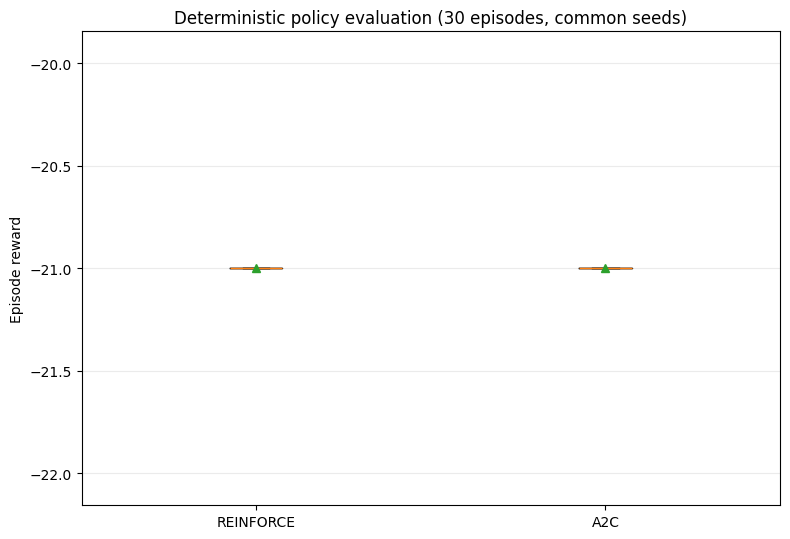 Deterministic policy evaluation (30 episodes, common seeds)
Episode reward
−20.0
−20.5
−21.0
−21.5
−22.0
REINFORCE
A2C